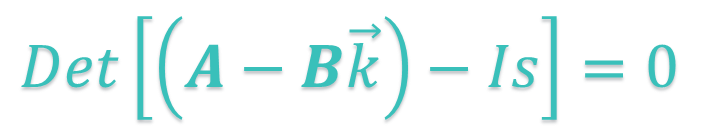 Det[(A − Bk⃗) − Is] = 0